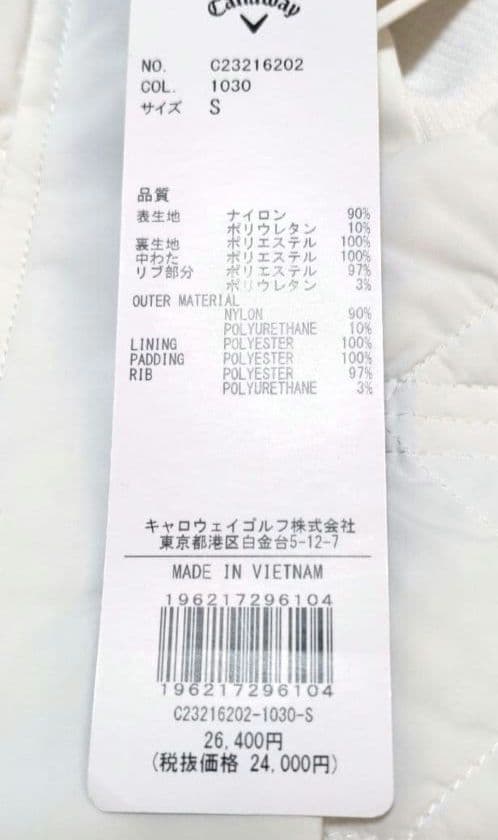 Callaway
NO. C23216202
COL. 1030
サイズ S
品質
表生地 ナイロン 90%
ポリウレタン 10%
裏生地 ポリエステル 100%
中わた ポリエステル 100%
リブ部分 ポリエステル 97%
ポリウレタン 3%
OUTER MATERIAL
NYLON 90%
POLYURETHANE 10%
LINING POLYESTER 100%
PADDING POLYESTER 100%
RIB POLYESTER 97%
POLYURETHANE 3%
キャロウェイゴルフ株式会社
東京都港区白金台5-12-7
MADE IN VIETNAM
196217296104
196217296104
C23216202-1030-S
26,400円
(税抜価格 24,000円)